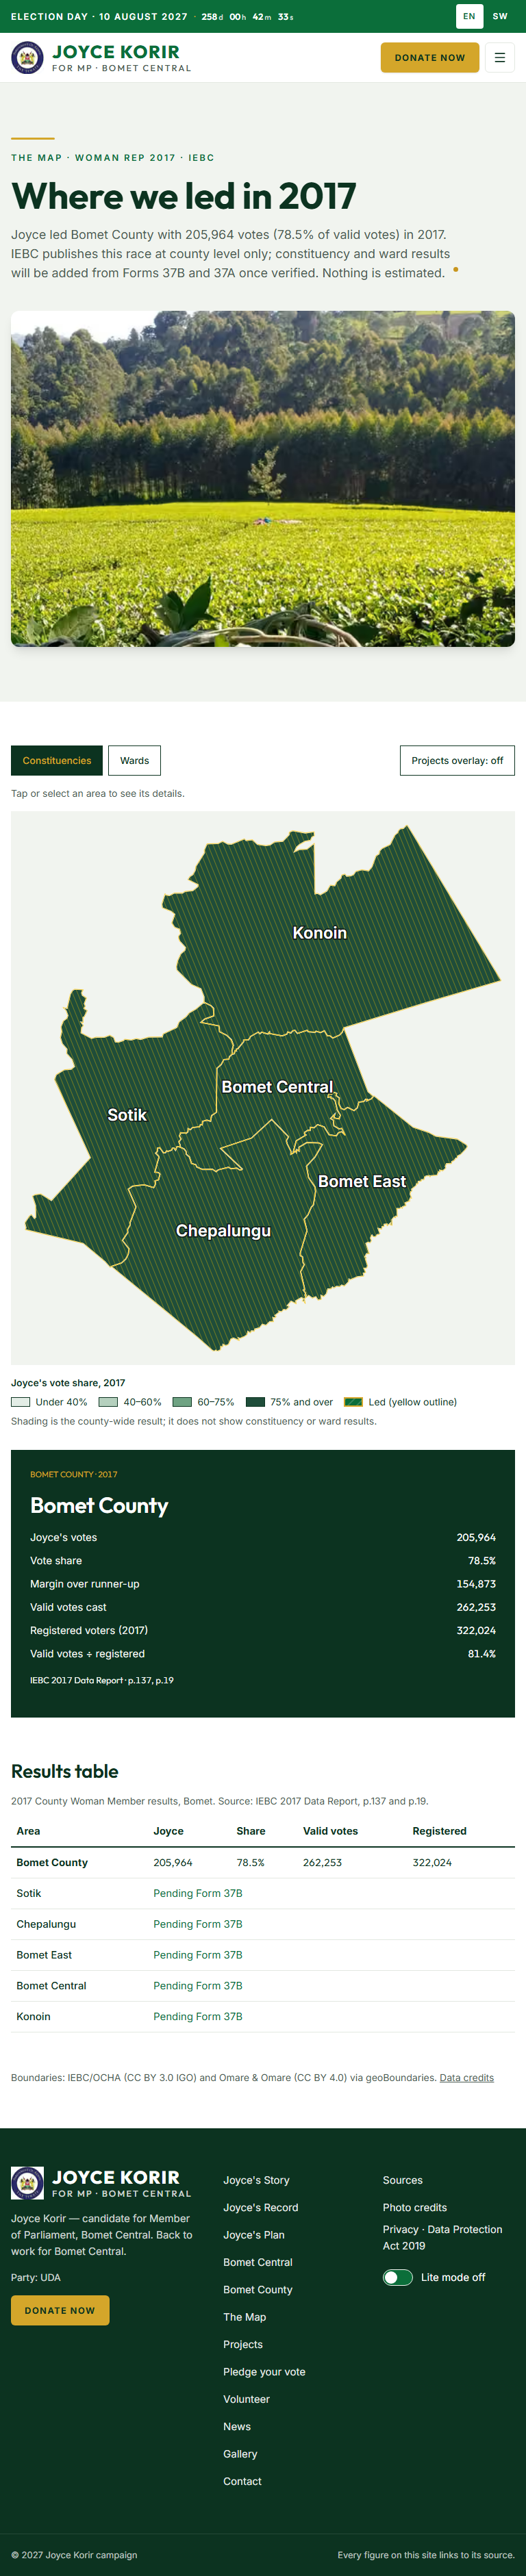 ELECTION DAY · 10 AUGUST 2027 · 258 d 00 h 42 m 33 s
EN SW
JOYCE KORIR
FOR MP · BOMET CENTRAL
DONATE NOW
THE MAP · WOMAN REP 2017 · IEBC
Where we led in 2017
Joyce led Bomet County with 205,964 votes (78.5% of valid votes) in 2017.
IEBC publishes this race at county level only; constituency and ward results
will be added from Forms 37B and 37A once verified. Nothing is estimated.
Constituencies Wards Projects overlay: off
Tap or select an area to see its details.
Konoin
Bomet Central
Sotik
Bomet East
Chepalungu
Joyce's vote share, 2017
Under 40% 40–60% 60–75% 75% and over Led (yellow outline)
Shading is the county-wide result; it does not show constituency or ward results.
BOMET COUNTY · 2017
Bomet County
Joyce's votes 205,964
Vote share 78.5%
Margin over runner-up 154,873
Valid votes cast 262,253
Registered voters (2017) 322,024
Valid votes ÷ registered 81.4%
IEBC 2017 Data Report · p.137, p.19
Results table
2017 County Woman Member results, Bomet. Source: IEBC 2017 Data Report, p.137 and p.19.
Area Joyce Share Valid votes Registered
Bomet County 205,964 78.5% 262,253 322,024
Sotik Pending Form 37B
Chepalungu Pending Form 37B
Bomet East Pending Form 37B
Bomet Central Pending Form 37B
Konoin Pending Form 37B
Boundaries: IEBC/OCHA (CC BY 3.0 IGO) and Omare & Omare (CC BY 4.0) via geoBoundaries. Data credits
JOYCE KORIR
FOR MP · BOMET CENTRAL
Joyce Korir — candidate for Member
of Parliament, Bomet Central. Back to
work for Bomet Central.
Party: UDA
DONATE NOW
Joyce's Story
Joyce's Record
Joyce's Plan
Bomet Central
Bomet County
The Map
Projects
Pledge your vote
Volunteer
News
Gallery
Contact
Sources
Photo credits
Privacy · Data Protection
Act 2019
Lite mode off
© 2027 Joyce Korir campaign
Every figure on this site links to its source.